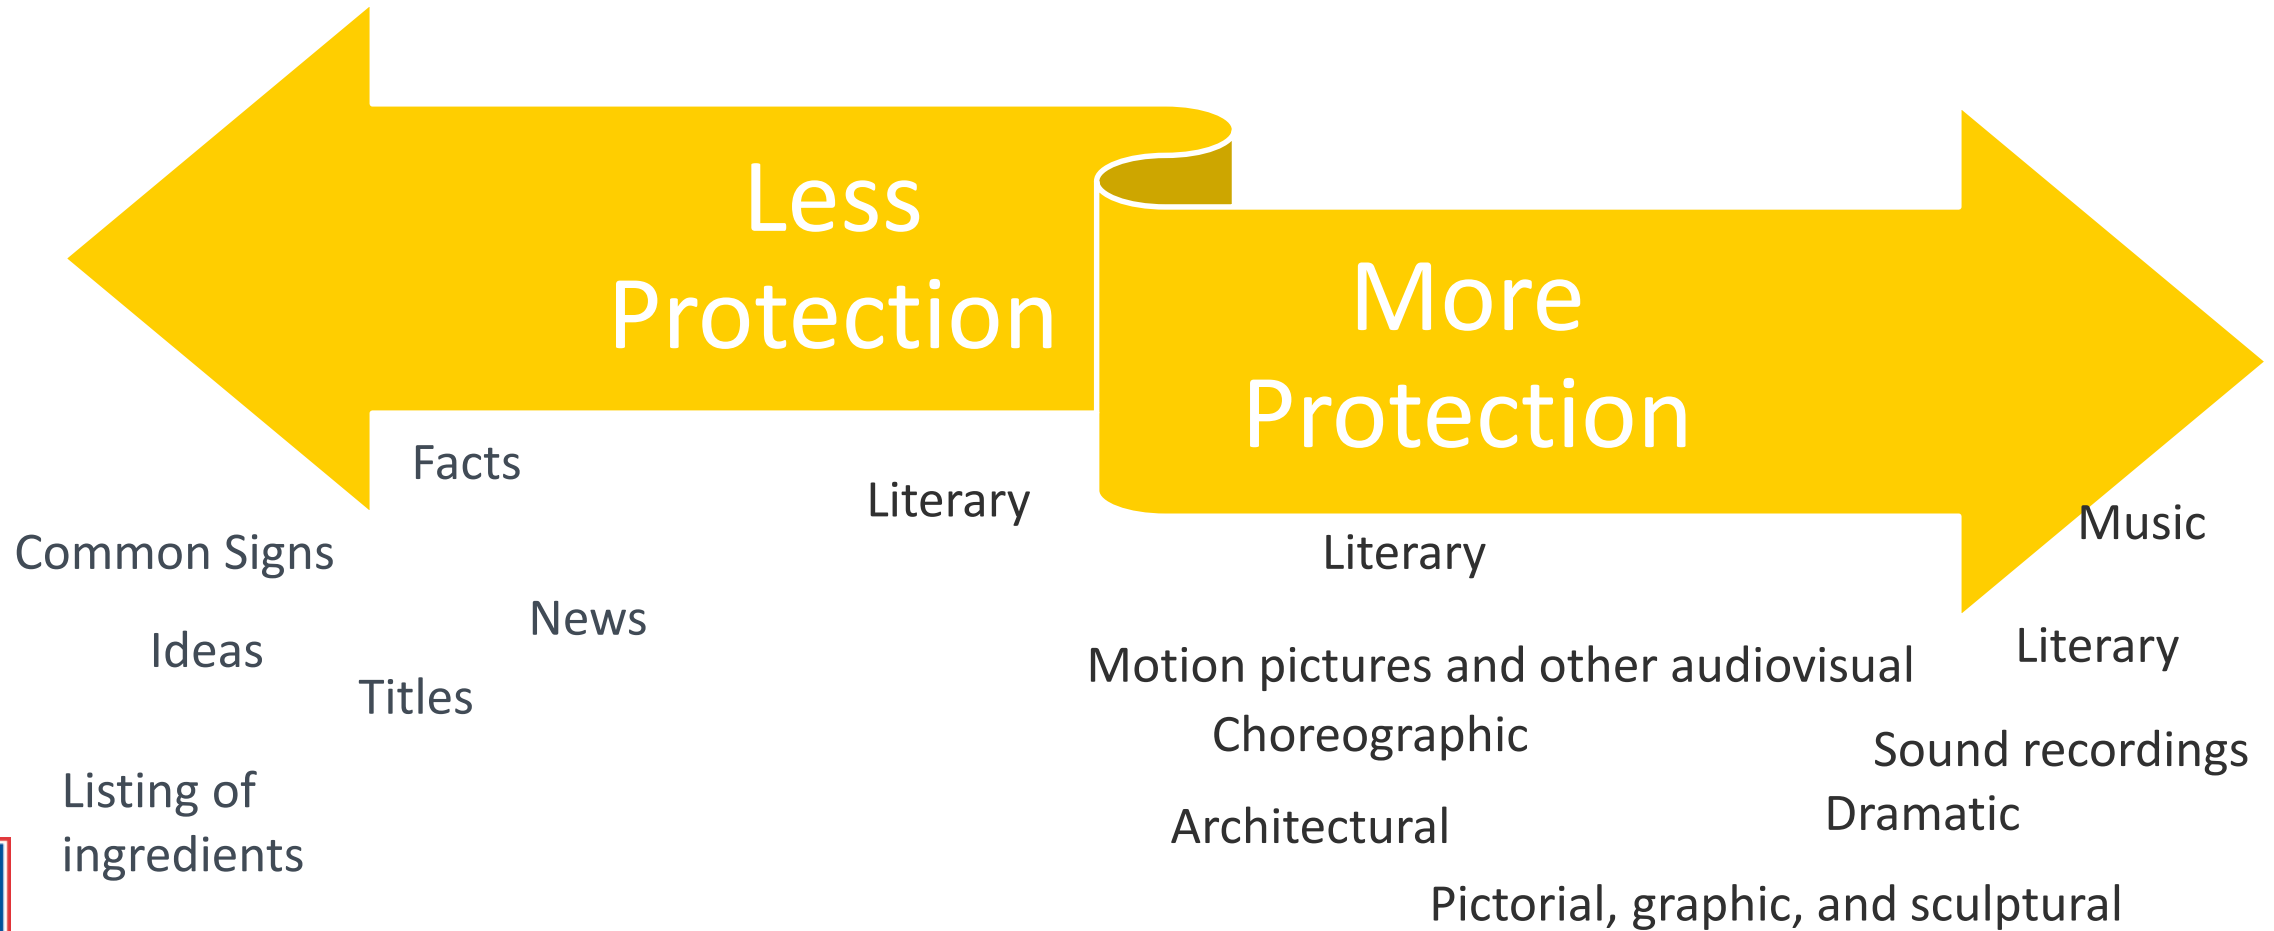 Less
Protection
More
Protection
Facts
Literary
Common Signs
Literary
Music
News
Ideas
Literary
Motion pictures and other audiovisual
Titles
Choreographic
Sound recordings
Listing of
ingredients
Architectural
Dramatic
Pictorial, graphic, and sculptural